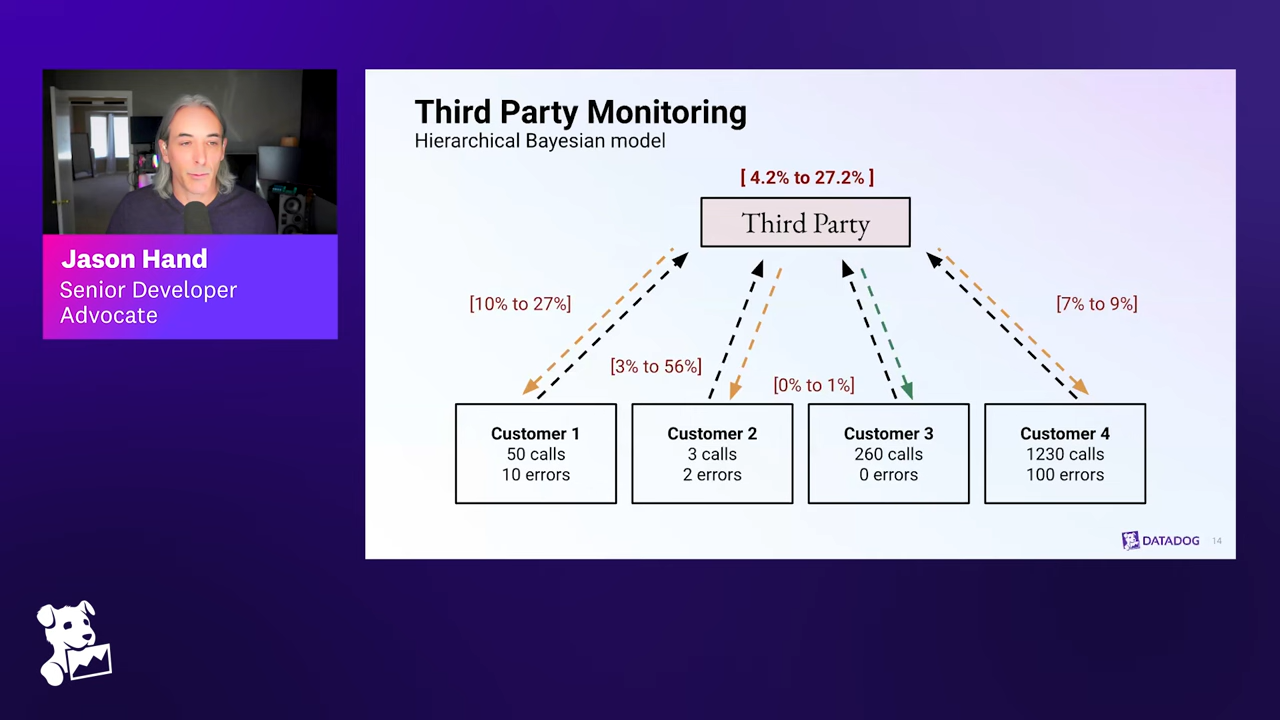 Jason Hand
Senior Developer
Advocate
Third Party Monitoring
Hierarchical Bayesian model
[ 4.2% to 27.2% ]
Third Party
[10% to 27%]
[3% to 56%]
[0% to 1%]
[7% to 9%]
Customer 1
50 calls
10 errors
Customer 2
3 calls
2 errors
Customer 3
260 calls
0 errors
Customer 4
1230 calls
100 errors
DATADOG
14